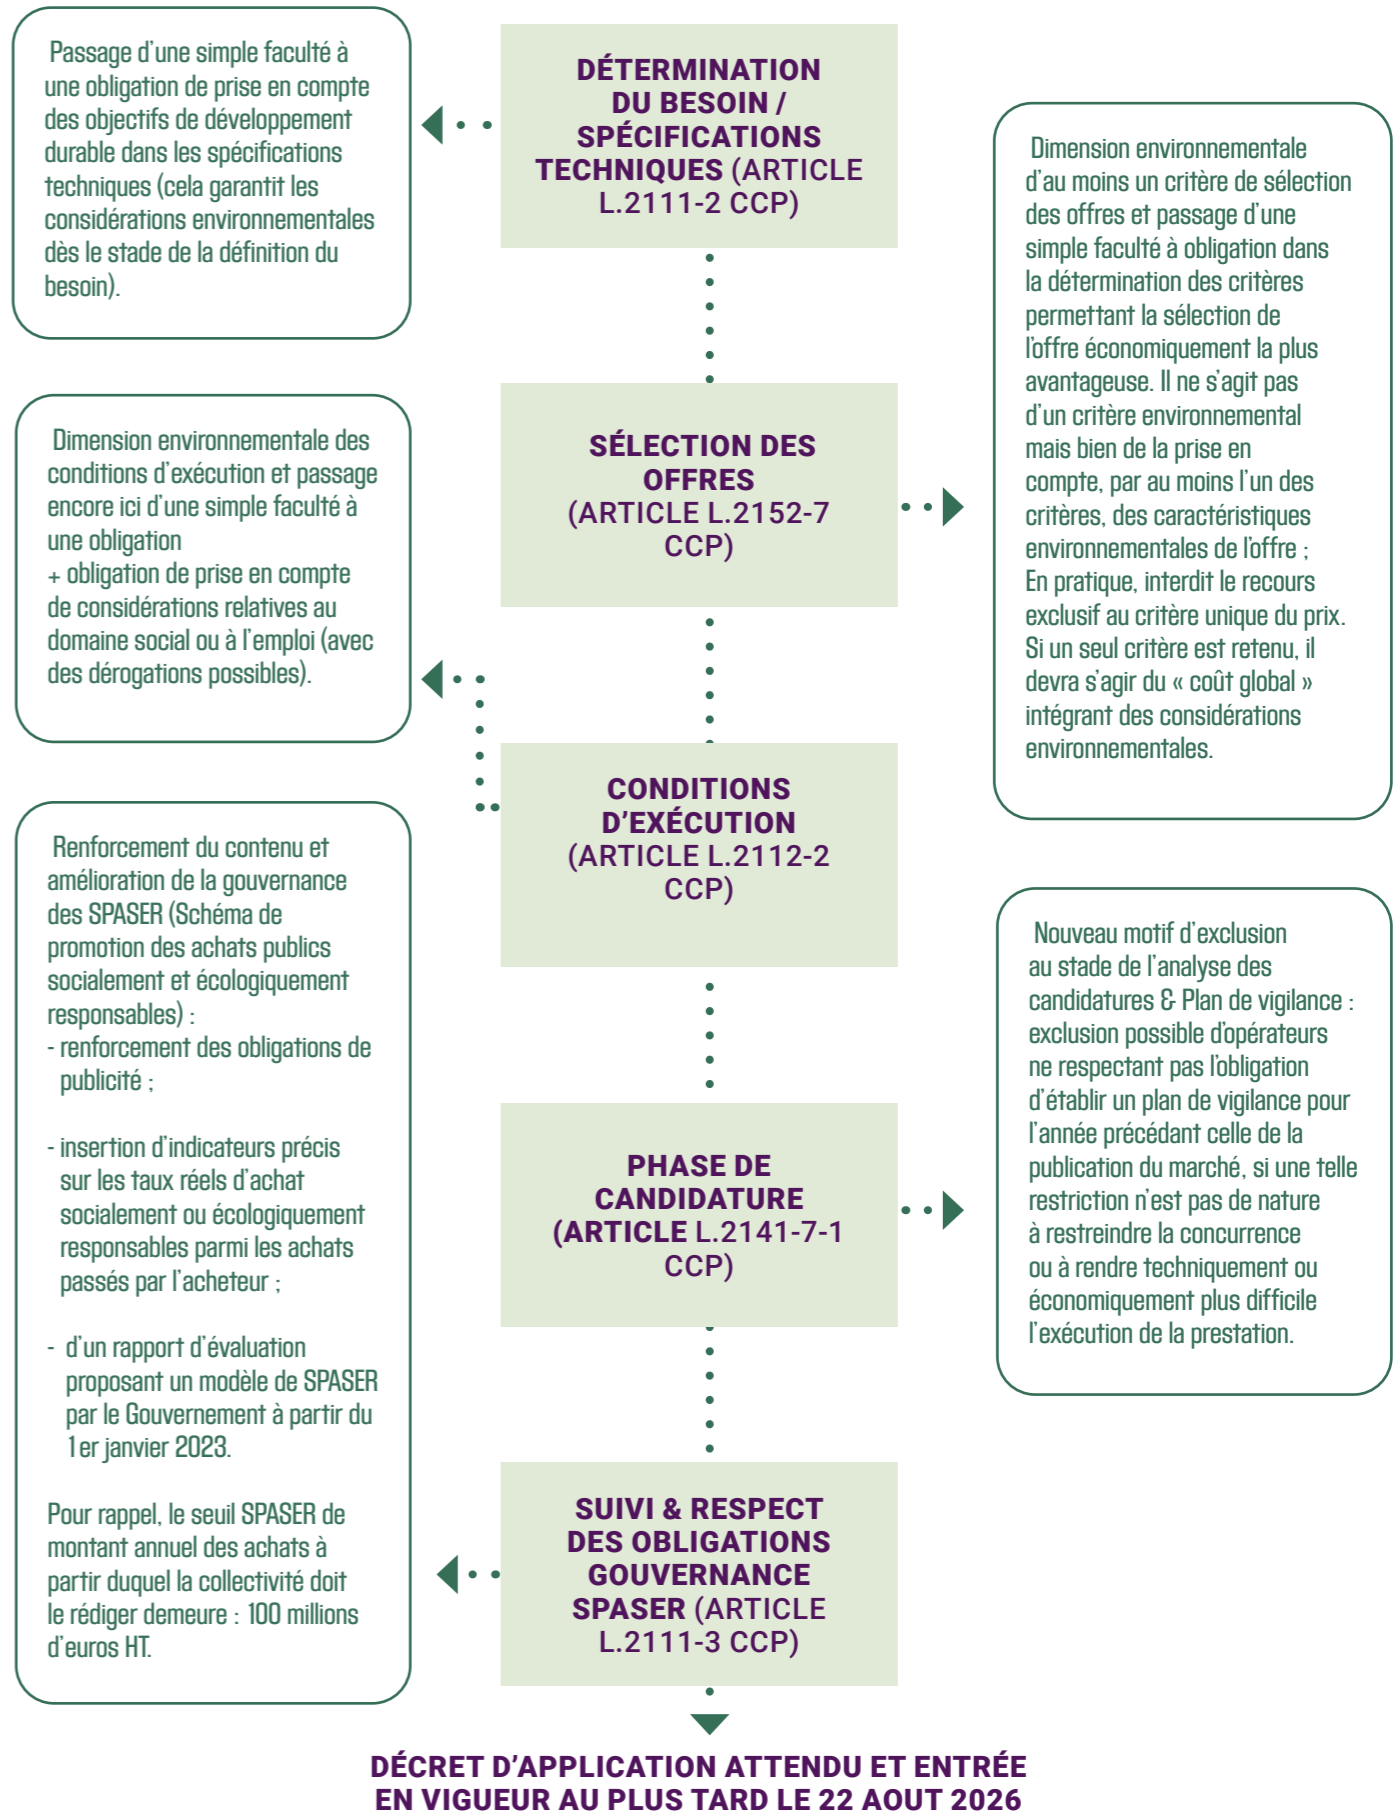 Passage d'une simple faculté à
une obligation de prise en compte
des objectifs de développement
durable dans les spécifications
techniques (cela garantit les
considérations environnementales
dès le stade de la définition du
besoin).
DÉTERMINATION
DU BESOIN /
SPÉCIFICATIONS
TECHNIQUES (ARTICLE
L.2111-2 CCP)
Dimension environnementale
d'au moins un critère de sélection
des offres et passage d'une
simple faculté à obligation dans
la détermination des critères
permettant la sélection de
l'offre économiquement la plus
avantageuse. Il ne s'agit pas
d'un critère environnemental
mais bien de la prise en
compte, par au moins l'un des
critères, des caractéristiques
environnementales de l'offre ;
En pratique, interdit le recours
exclusif au critère unique du prix.
Si un seul critère est retenu, il
devra s'agir du « coût global »
intégrant des considérations
environnementales.
SÉLECTION DES
OFFRES
(ARTICLE L.2152-7
CCP)
Dimension environnementale des
conditions d'exécution et passage
encore ici d'une simple faculté à
une obligation
+ obligation de prise en compte
de considérations relatives au
domaine social ou à l'emploi (avec
des dérogations possibles).
CONDITIONS
D'EXÉCUTION
(ARTICLE L.2112-2
CCP)
Renforcement du contenu et
amélioration de la gouvernance
des SPASER (Schéma de
promotion des achats publics
socialement et écologiquement
responsables) :
- renforcement des obligations de
publicité ;
- insertion d'indicateurs précis
sur les taux réels d'achat
socialement ou écologiquement
responsables parmi les achats
passés par l'acheteur ;
- d'un rapport d'évaluation
proposant un modèle de SPASER
par le Gouvernement à partir du
1er janvier 2023.
Pour rappel, le seuil SPASER de
montant annuel des achats à
partir duquel la collectivité doit
le rédiger demeure : 100 millions
d'euros HT.
Nouveau motif d'exclusion
au stade de l'analyse des
candidatures & Plan de vigilance :
exclusion possible d'opérateurs
ne respectant pas l'obligation
d'établir un plan de vigilance pour
l'année précédant celle de la
publication du marché, si une telle
restriction n'est pas de nature
à restreindre la concurrence
ou à rendre techniquement ou
économiquement plus difficile
l'exécution de la prestation.
PHASE DE
CANDIDATURE
(ARTICLE L.2141-7-1
CCP)
SUIVI & RESPECT
DES OBLIGATIONS
GOUVERNANCE
SPASER (ARTICLE
L.2111-3 CCP)
DÉCRET D'APPLICATION ATTENDU ET ENTRÉE
EN VIGUEUR AU PLUS TARD LE 22 AOUT 2026